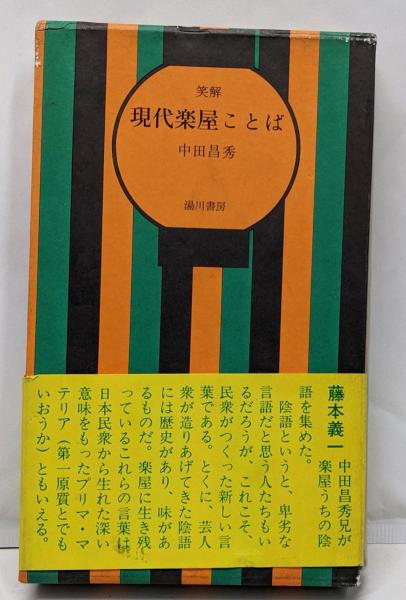 笑解
現代楽屋ことば
中田昌秀
湯川書房
藤本義一
中田昌秀兄が
楽屋うちの陰
語を集めた。
陰語というと、卑劣な
言語だと思う人たちもい
るだろうが、これこそ、
民衆がつくった新しい言
葉である。とくに、芸人
衆が造りあげてきた陰語
には歴史があり、味があ
るものだ。楽屋に生き残
っているこれらの言葉は
日本民衆から生れた深い
意味をもったプリマ・マ
テリア（第一原質とでも
いおうか）ともいえる。